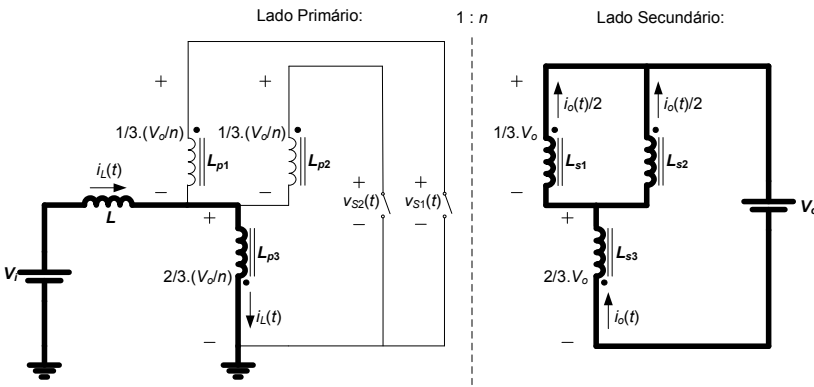 Lado Primário:
1 : n
Lado Secundário:
+
+
+
iₒ(t)/2
iₒ(t)/2
1/3.(Vₒ/n)
1/3.(Vₒ/n)
1/3.Vₒ
Lp1
Lp2
Ls1
Ls2
iL(t)
L
−
−
+
+
vS2(t)
vS1(t)
−
−
−
+
+
Vₒ
Vi
Lp3
Ls3
2/3.(Vₒ/n)
2/3.Vₒ
iL(t)
iₒ(t)
−
−